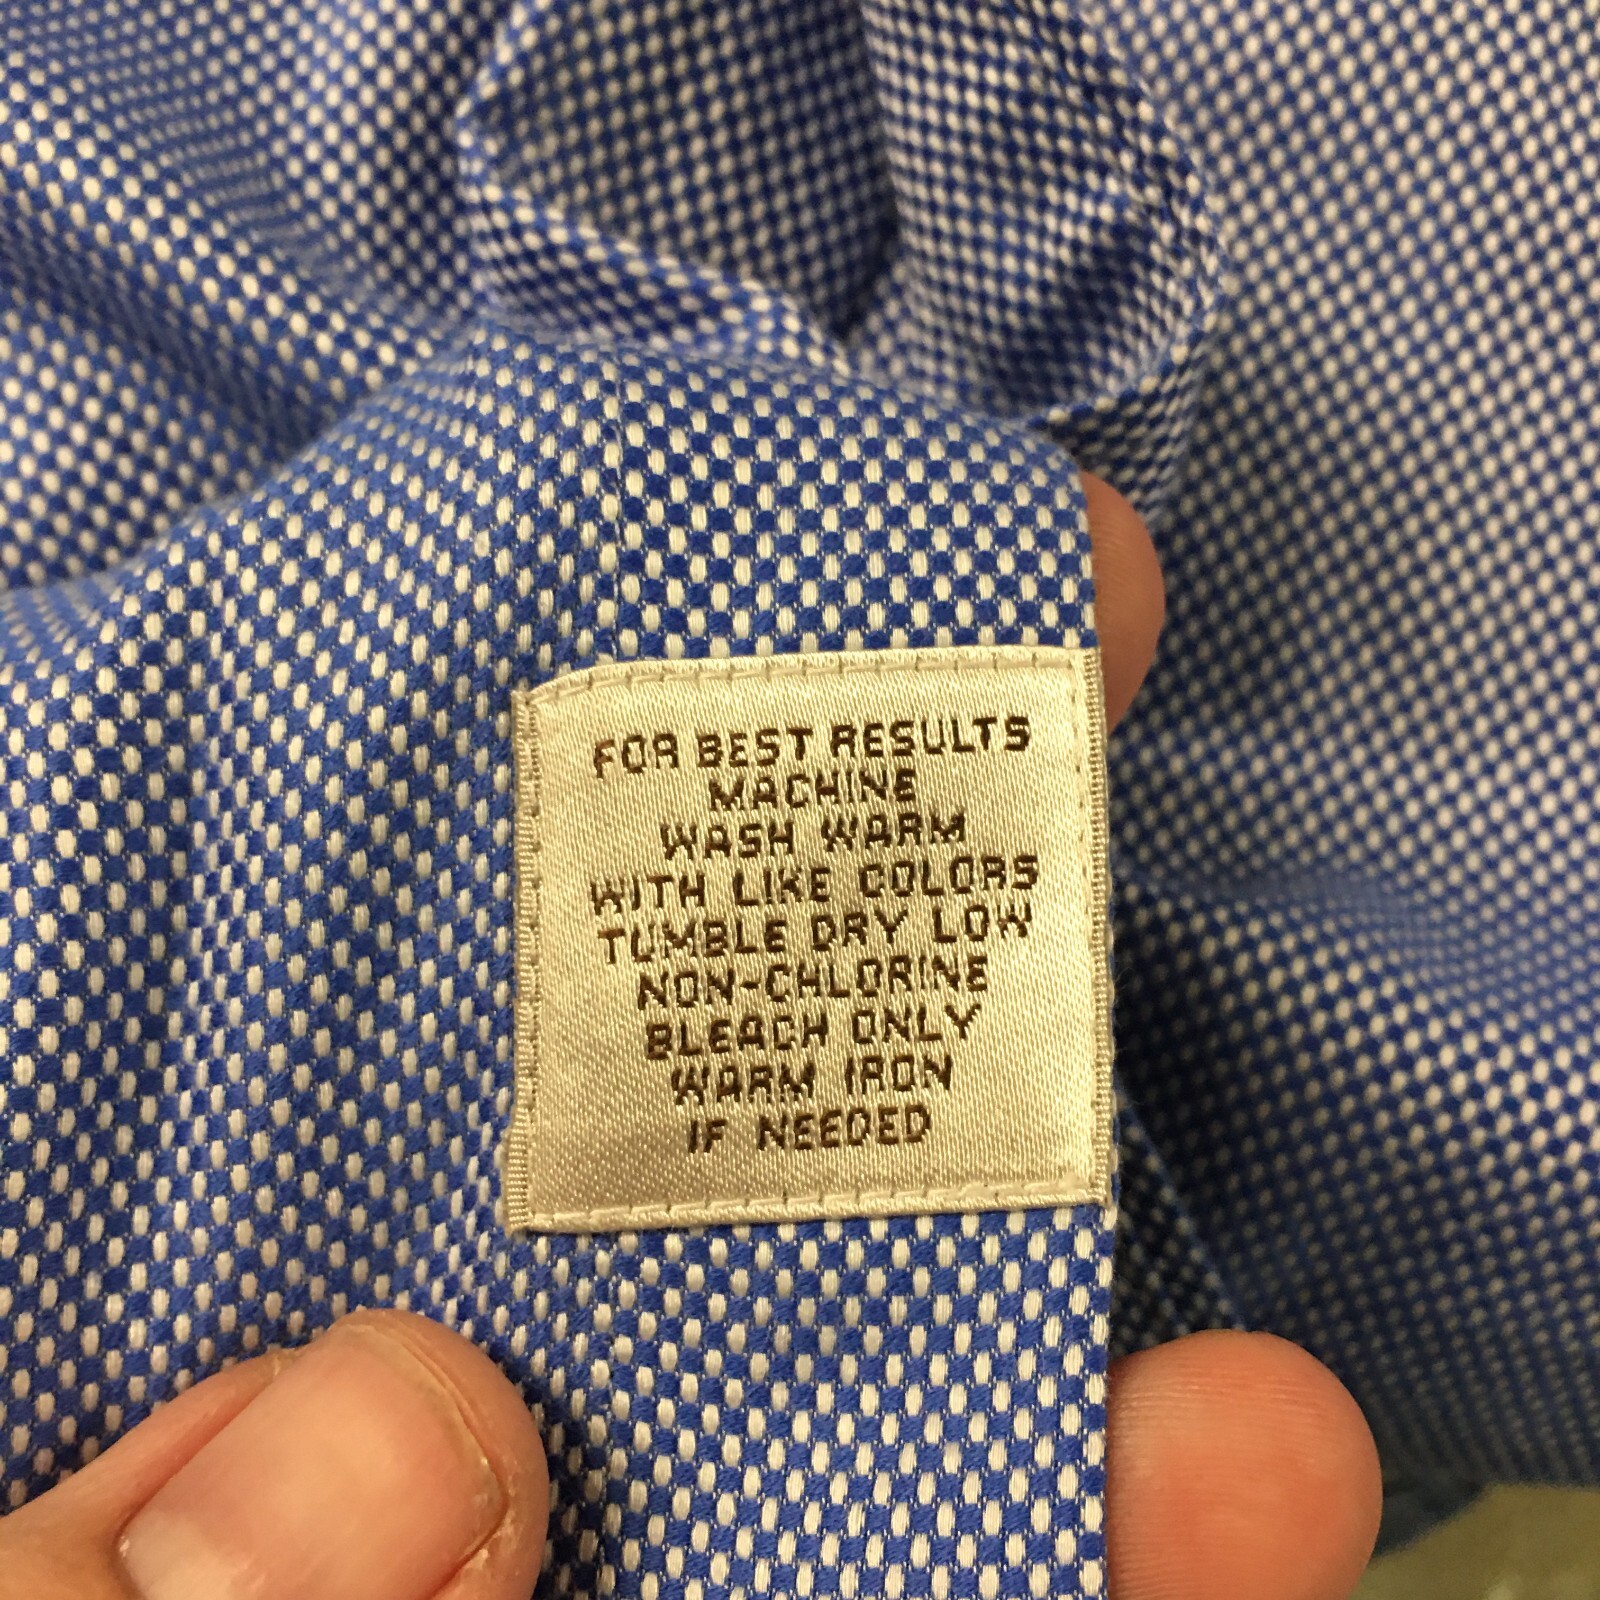 FOR BEST RESULTS
MACHINE
WASH WARM
WITH LIKE COLORS
TUMBLE DRY LOW
NON-CHLORINE
BLEACH ONLY
WARM IRON
IF NEEDED